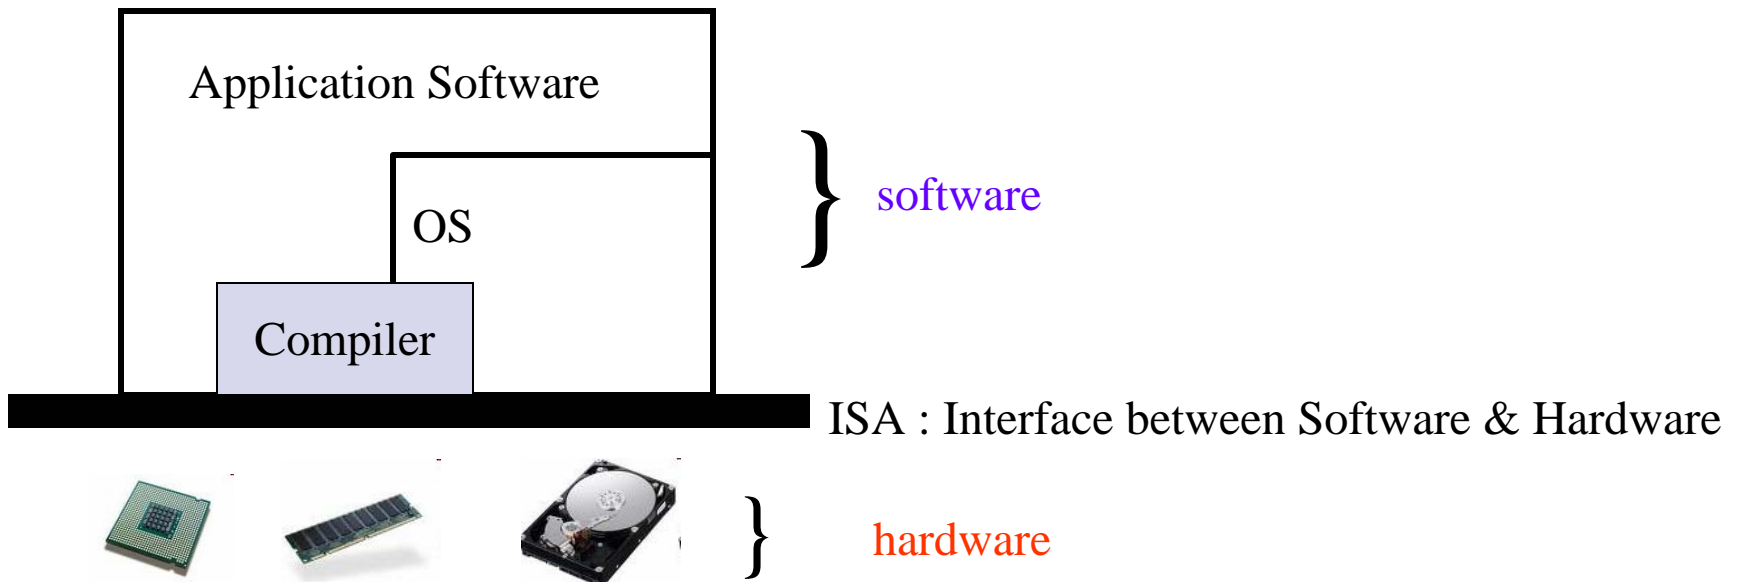 Application Software
software
OS
Compiler
ISA : Interface between Software & Hardware
hardware